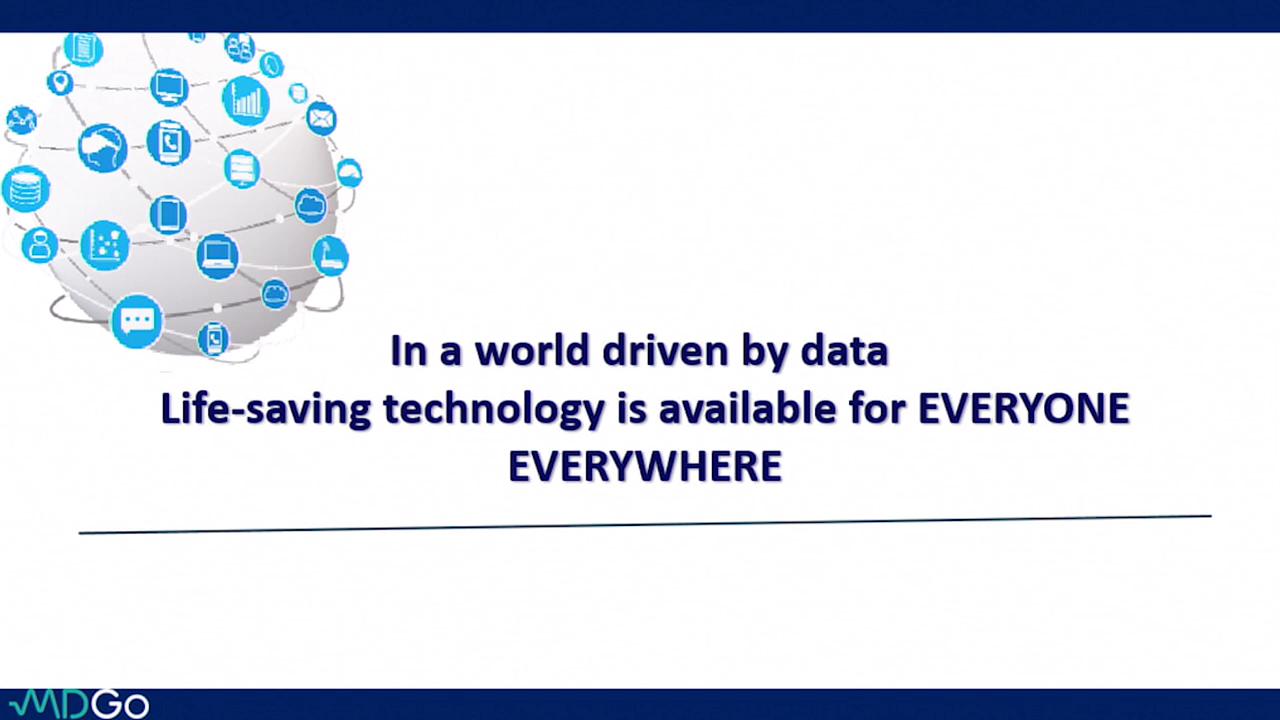 In a world driven by data
Life-saving technology is available for EVERYONE
EVERYWHERE
MDGo